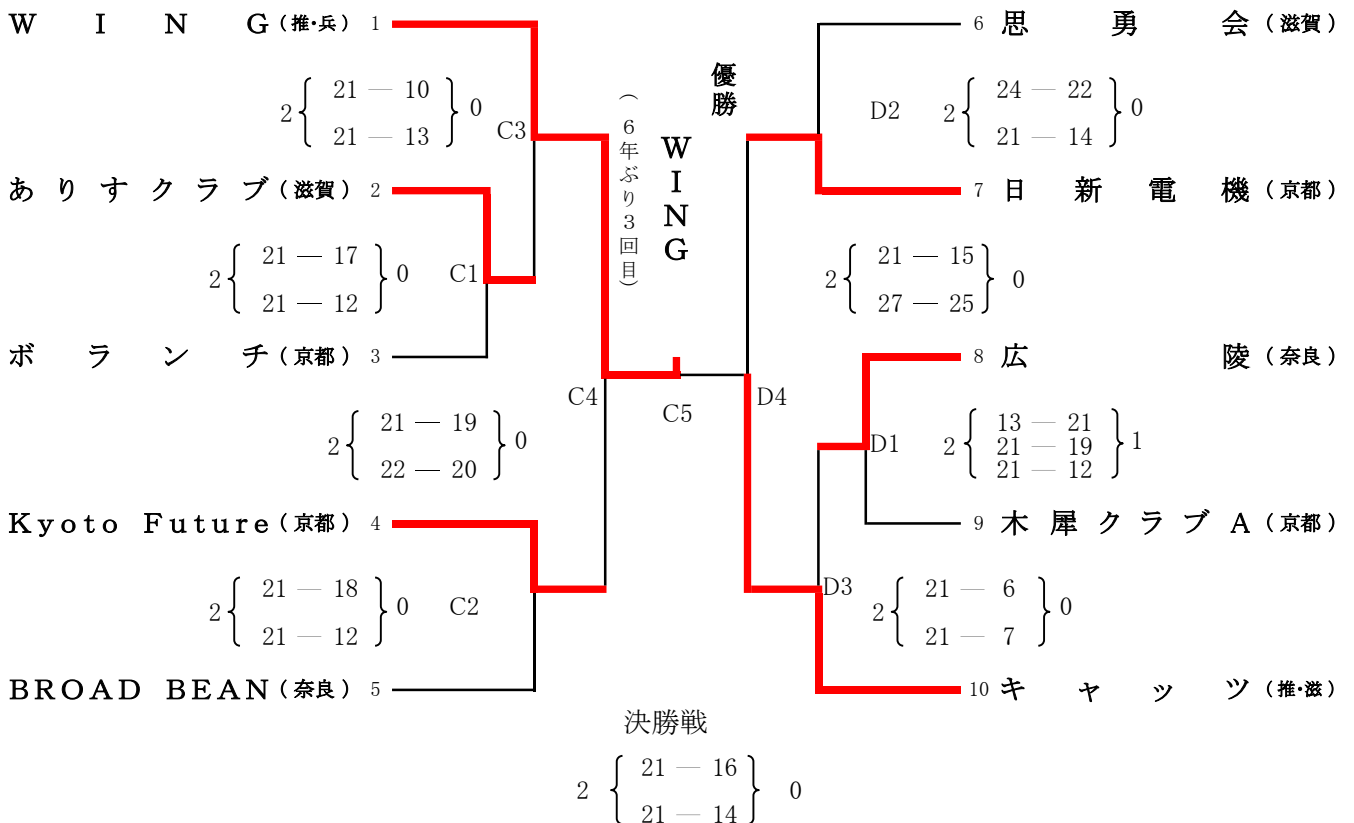 WING(推・兵) 1
2 { 21 — 10 } 0
21 — 13
C3
ありすクラブ(滋賀) 2
2 { 21 — 17 } 0
21 — 12
C1
ボランチ(京都) 3
2 { 21 — 19 } 0
22 — 20
C4
Kyoto Future(京都) 4
2 { 21 — 18 } 0
21 — 12
C2
BROAD BEAN(奈良) 5
優勝
WING
(6年ぶり3回目)
C5
6 思勇会(滋賀)
D2
2 { 24 — 22 } 0
21 — 14
7 日新電機(京都)
2 { 21 — 15 } 0
27 — 25
D4
8 広陵(奈良)
D1
2 { 13 — 21 } 1
21 — 19
21 — 12
9 木犀クラブA(京都)
D3
2 { 21 — 6 } 0
21 — 7
10 キャッツ(推・滋)
決勝戦
2 { 21 — 16 } 0
21 — 14